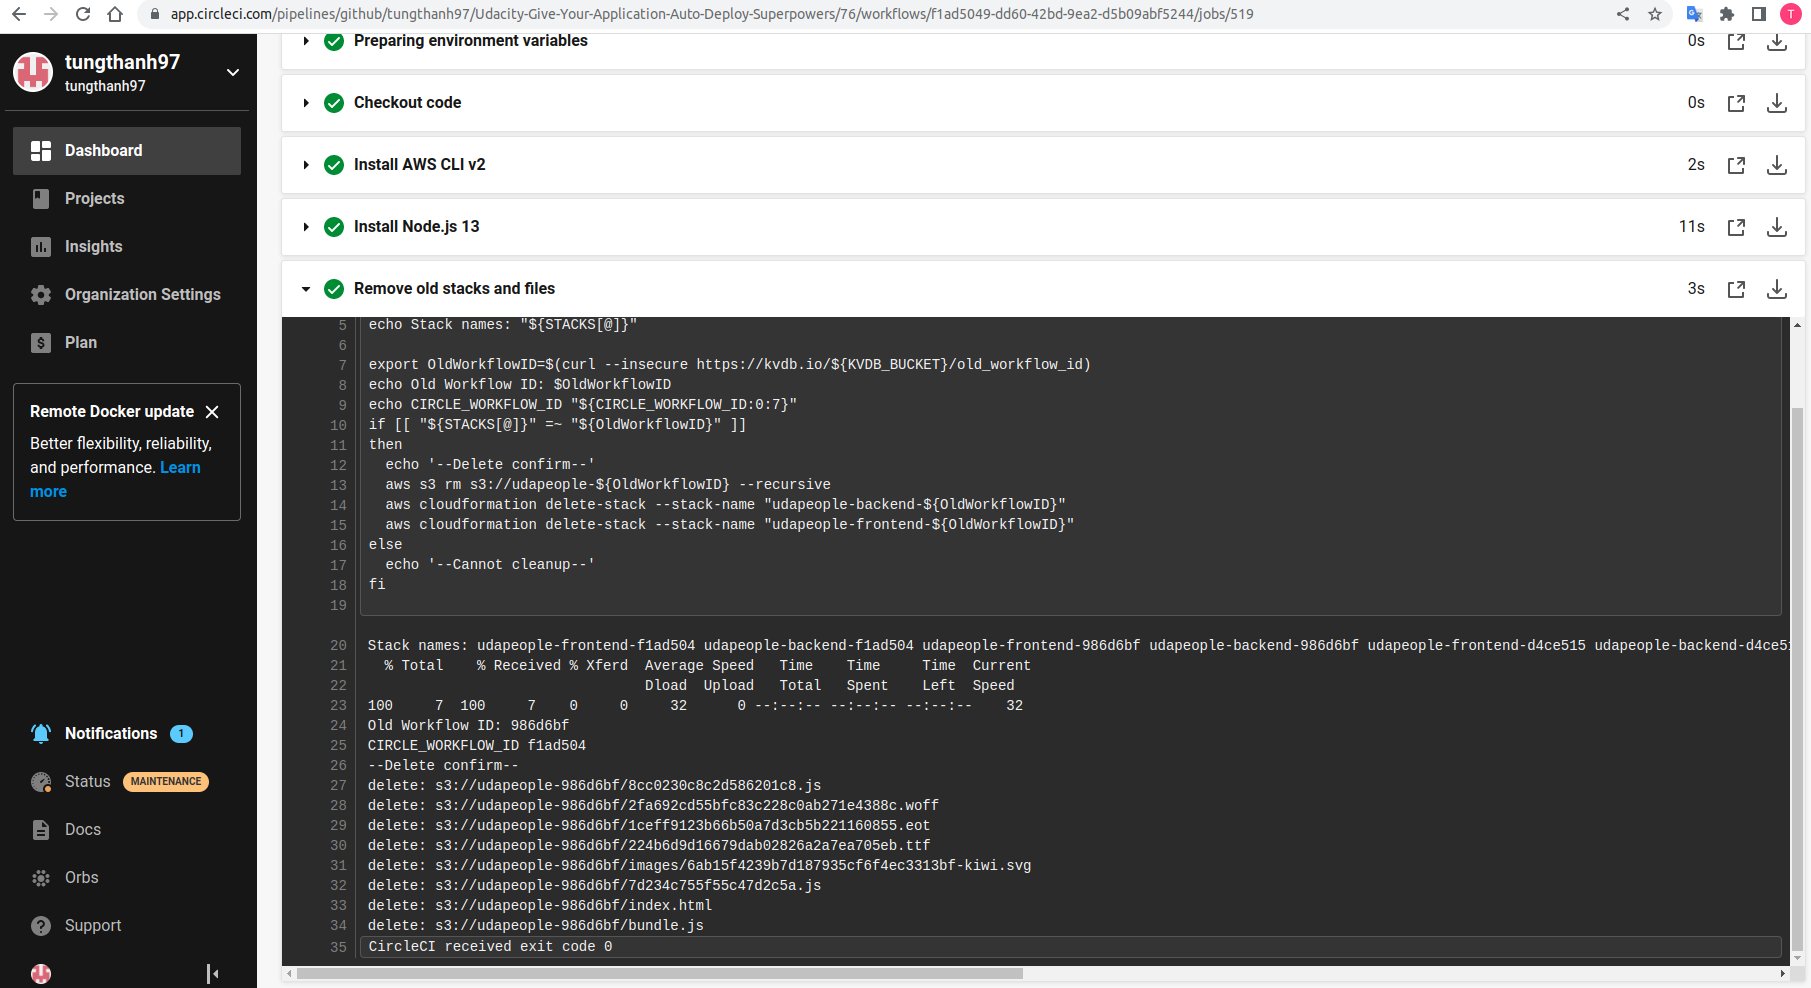 app.circleci.com/pipelines/github/tungthanh97/Udacity-Give-Your-Application-Auto-Deploy-Superpowers/76/workflows/f1ad5049-dd60-42bd-9ea2-d5b09abf5244/jobs/519
T
tungthanh97
tungthanh97
Dashboard
Projects
Insights
Organization Settings
Plan
Remote Docker update
Better flexibility, reliability,
and performance. Learn
more
Notifications 1
Status MAINTENANCE
Docs
Orbs
Support
Preparing environment variables 0s
Checkout code 0s
Install AWS CLI v2 2s
Install Node.js 13 11s
Remove old stacks and files 3s
5 echo Stack names: "${STACKS[@]}"
6
7 export OldWorkflowID=$(curl --insecure https://kvdb.io/${KVDB_BUCKET}/old_workflow_id)
8 echo Old Workflow ID: $OldWorkflowID
9 echo CIRCLE_WORKFLOW_ID "${CIRCLE_WORKFLOW_ID:0:7}"
10 if [[ "${STACKS[@]}" =~ "${OldWorkflowID}" ]]
11 then
12   echo '--Delete confirm--'
13   aws s3 rm s3://udapeople-${OldWorkflowID} --recursive
14   aws cloudformation delete-stack --stack-name "udapeople-backend-${OldWorkflowID}"
15   aws cloudformation delete-stack --stack-name "udapeople-frontend-${OldWorkflowID}"
16 else
17   echo '--Cannot cleanup--'
18 fi
19
20 Stack names: udapeople-frontend-f1ad504 udapeople-backend-f1ad504 udapeople-frontend-986d6bf udapeople-backend-986d6bf udapeople-frontend-d4ce515 udapeople-backend-d4ce51
21   % Total    % Received % Xferd  Average Speed   Time    Time     Time  Current
22                                  Dload  Upload   Total   Spent    Left  Speed
23 100     7  100     7    0     0     32      0 --:--:-- --:--:-- --:--:--    32
24 Old Workflow ID: 986d6bf
25 CIRCLE_WORKFLOW_ID f1ad504
26 --Delete confirm--
27 delete: s3://udapeople-986d6bf/8cc0230c8c2d586201c8.js
28 delete: s3://udapeople-986d6bf/2fa692cd55bfc83c228c0ab271e4388c.woff
29 delete: s3://udapeople-986d6bf/1ceff9123b66b50a7d3cb5b221160855.eot
30 delete: s3://udapeople-986d6bf/224b6d9d16679dab02826a2a7ea705eb.ttf
31 delete: s3://udapeople-986d6bf/images/6ab15f4239b7d187935cf6f4ec3313bf-kiwi.svg
32 delete: s3://udapeople-986d6bf/7d234c755f55c47d2c5a.js
33 delete: s3://udapeople-986d6bf/index.html
34 delete: s3://udapeople-986d6bf/bundle.js
35 CircleCI received exit code 0